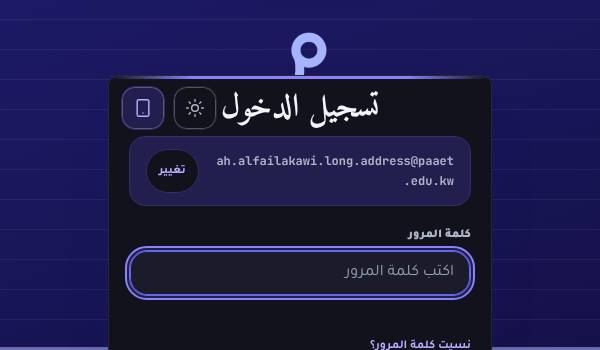 تسجيل الدخول
ah.alfailakawi.long.address@paaet
.edu.kw
تغيير
كلمة المرور
اكتب كلمة المرور
نسيت كلمة المرور؟